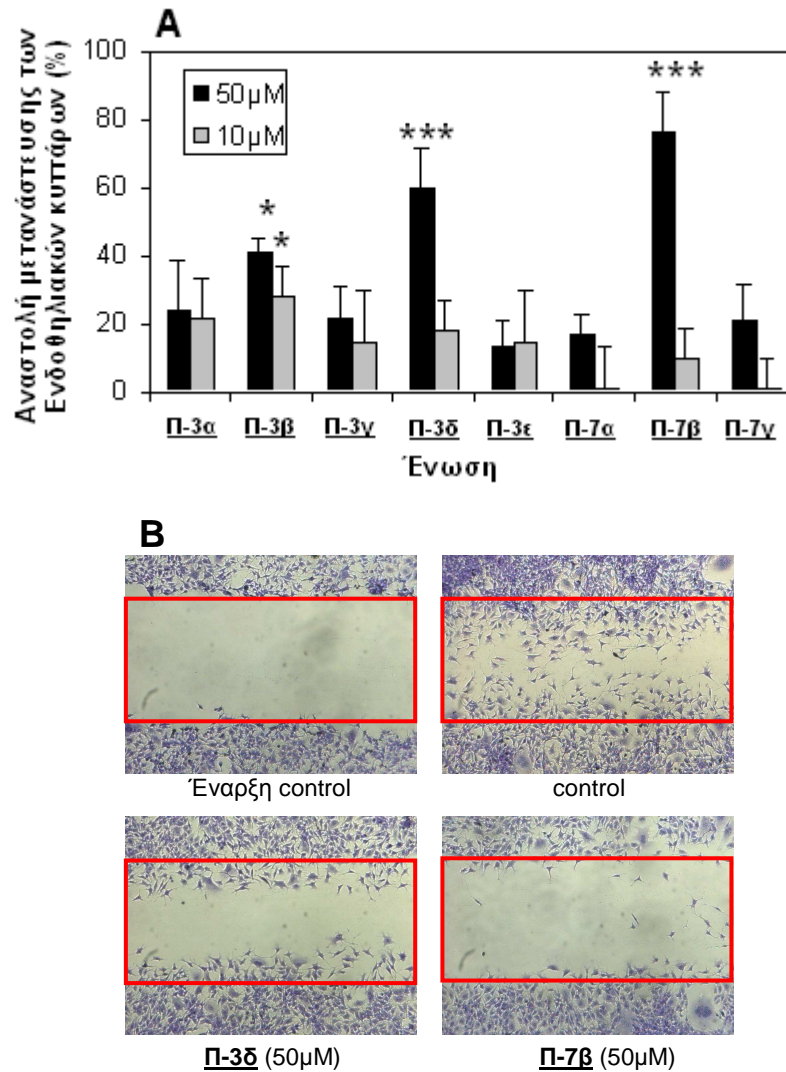 A
Αναστολή μετανάστευσης των
Ενδοθηλιακών κυττάρων (%)
100
80
60
40
20
0
50μM
10μM
*
*
***
***
Π-3α Π-3β Π-3γ Π-3δ Π-3ε Π-7α Π-7β Π-7γ
Ένωση
B
Έναρξη control
control
Π-3δ (50μM)
Π-7β (50μM)